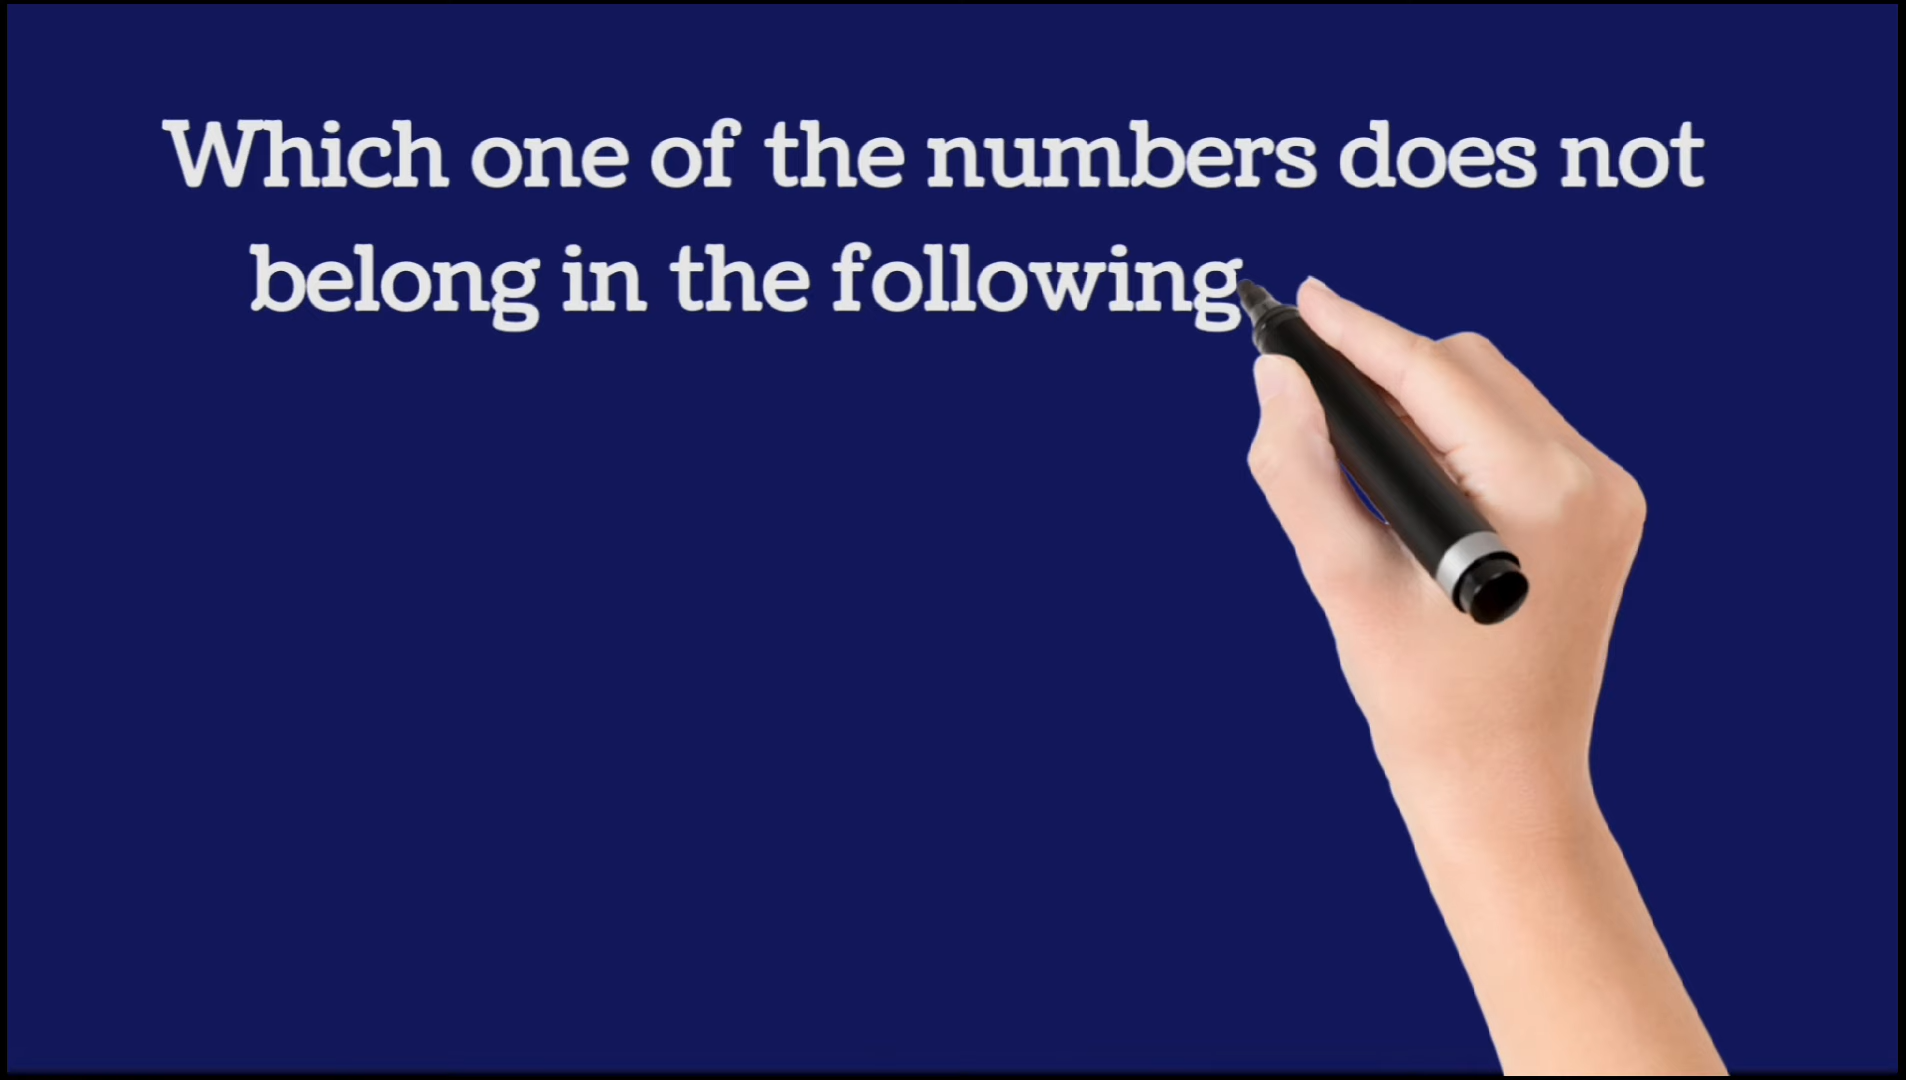 Which one of the numbers does not
belong in the following